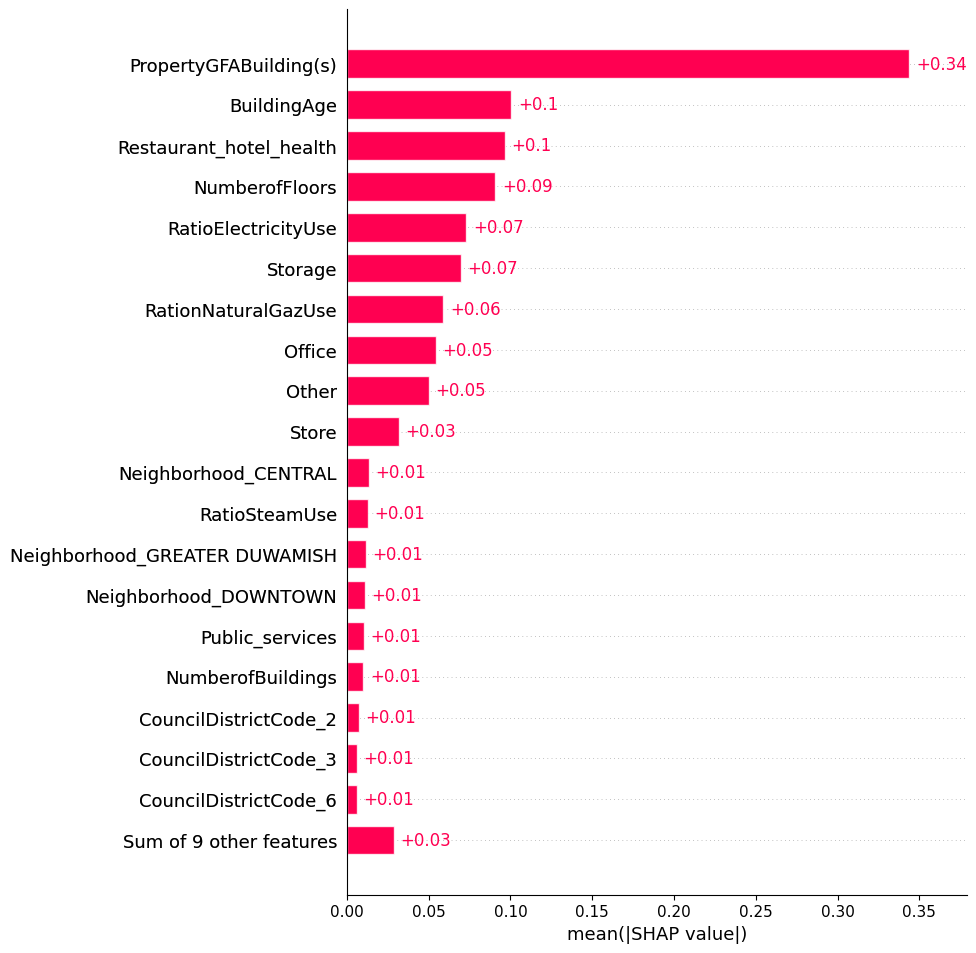 PropertyGFABuilding(s) +0.34
BuildingAge +0.1
Restaurant_hotel_health +0.1
NumberofFloors +0.09
RatioElectricityUse +0.07
Storage +0.07
RationNaturalGazUse +0.06
Office +0.05
Other +0.05
Store +0.03
Neighborhood_CENTRAL +0.01
RatioSteamUse +0.01
Neighborhood_GREATER DUWAMISH +0.01
Neighborhood_DOWNTOWN +0.01
Public_services +0.01
NumberofBuildings +0.01
CouncilDistrictCode_2 +0.01
CouncilDistrictCode_3 +0.01
CouncilDistrictCode_6 +0.01
Sum of 9 other features +0.03
0.00 0.05 0.10 0.15 0.20 0.25 0.30 0.35
mean(|SHAP value|)